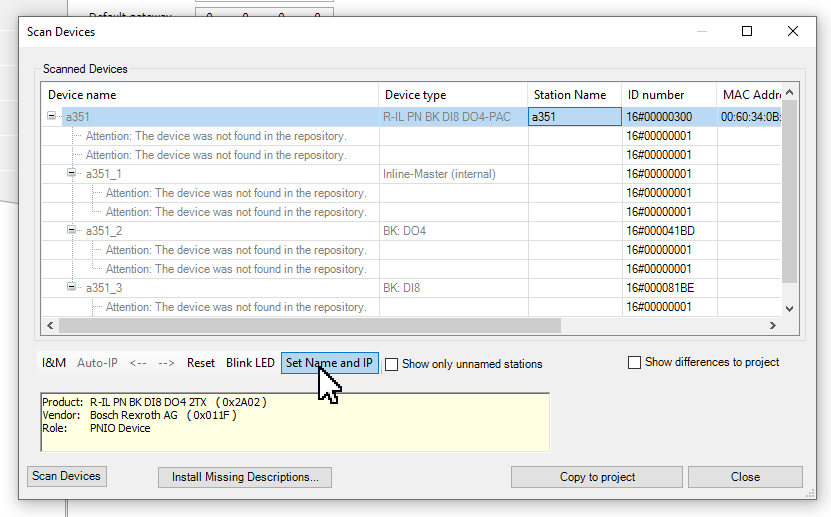 Default gateway 0 . 0 . 0 . 0
Scan Devices
Scanned Devices
Device name Device type Station Name ID number MAC Addre
a351 R-IL PN BK DI8 DO4-PAC a351 16#00000300 00:60:34:0B:
Attention: The device was not found in the repository. 16#00000001
Attention: The device was not found in the repository. 16#00000001
a351_1 Inline-Master (internal) 16#00000001
Attention: The device was not found in the repository. 16#00000001
Attention: The device was not found in the repository. 16#00000001
a351_2 BK: DO4 16#000041BD
Attention: The device was not found in the repository. 16#00000001
Attention: The device was not found in the repository. 16#00000001
a351_3 BK: DI8 16#000081BE
Attention: The device was not found in the repository. 16#00000001
I&M Auto-IP <-- --> Reset Blink LED Set Name and IP Show only unnamed stations Show differences to project
Product: R-IL PN BK DI8 DO4 2TX ( 0x2A02 )
Vendor: Bosch Rexroth AG ( 0x011F )
Role: PNIO Device
Scan Devices Install Missing Descriptions... Copy to project Close